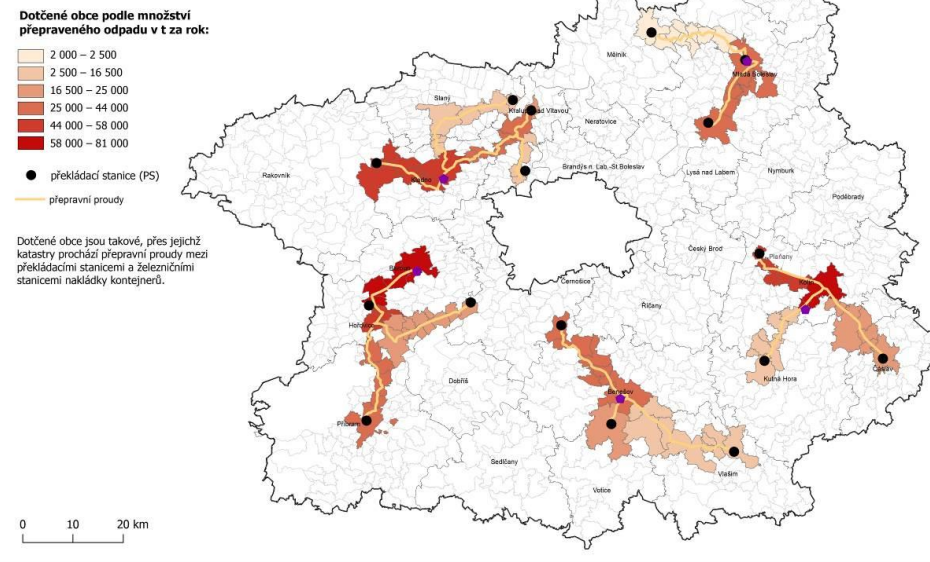 Dotčené obce podle množství
přepraveného odpadu v t za rok:
2 000 – 2 500
2 500 – 16 500
16 500 – 25 000
25 000 – 44 000
44 000 – 58 000
58 000 – 81 000
překládací stanice (PS)
přepravní proudy
Dotčené obce jsou takové, přes jejichž
katastry prochází přepravní proudy mezi
překládacími stanicemi a železničními
stanicemi nakládky kontejnerů.
Mělník
Mladá Boleslav
Slaný
Kralupy nad Vltavou
Neratovice
Rakovník
Kladno
Brandýs n. Lab.-St.Boleslav
Lysá nad Labem
Nymburk
Poděbrady
Český Brod
Plaňany
Beroun
Kolín
Černošice
Říčany
Hořovice
Čáslav
Kutná Hora
Dobříš
Benešov
Příbram
Sedlčany
Vlašim
Votice
0 10 20 km